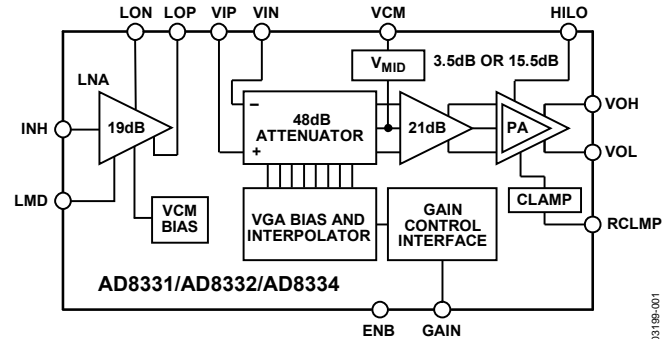 LON LOP VIP VIN VCM HILO
LNA
V_MID
3.5dB OR 15.5dB
INH
19dB
–
+
48dB
ATTENUATOR
21dB
PA
VOH
VOL
LMD
VCM
BIAS
VGA BIAS AND
INTERPOLATOR
GAIN
CONTROL
INTERFACE
CLAMP
RCLMP
AD8331/AD8332/AD8334
ENB GAIN
03199-001